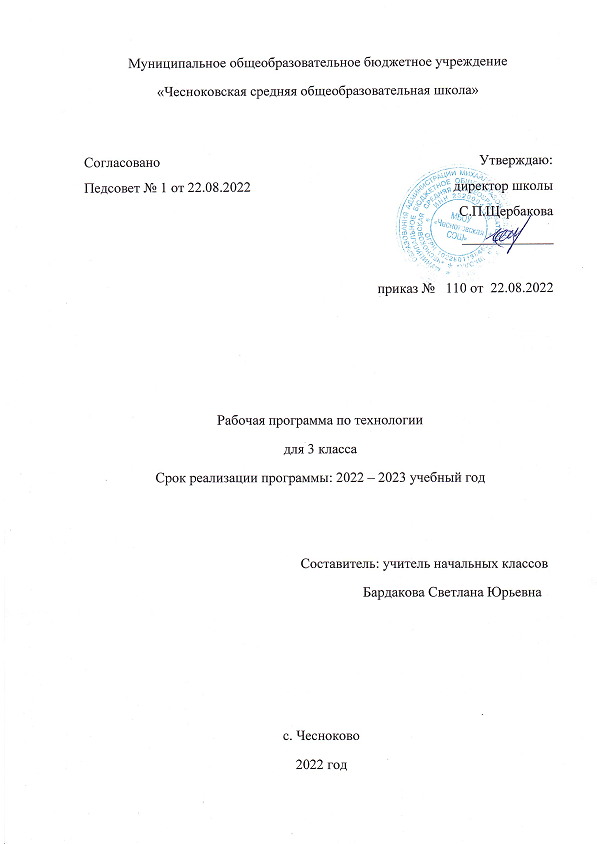 Муниципальное общеобразовательное бюджетное учреждение
«Чесноковская средняя общеобразовательная школа»
Согласовано
Утверждаю:
Педсовет № 1 от 22.08.2022
директор школы
С.П.Щербакова
МБОУ
СОШ»
приказ № 110 от 22.08.2022
Рабочая программа по технологии
для 3 класса
Срок реализации программы: 2022 – 2023 учебный год
Составитель: учитель начальных классов
Бардакова Светлана Юрьевна
с. Чесноково
2022 год